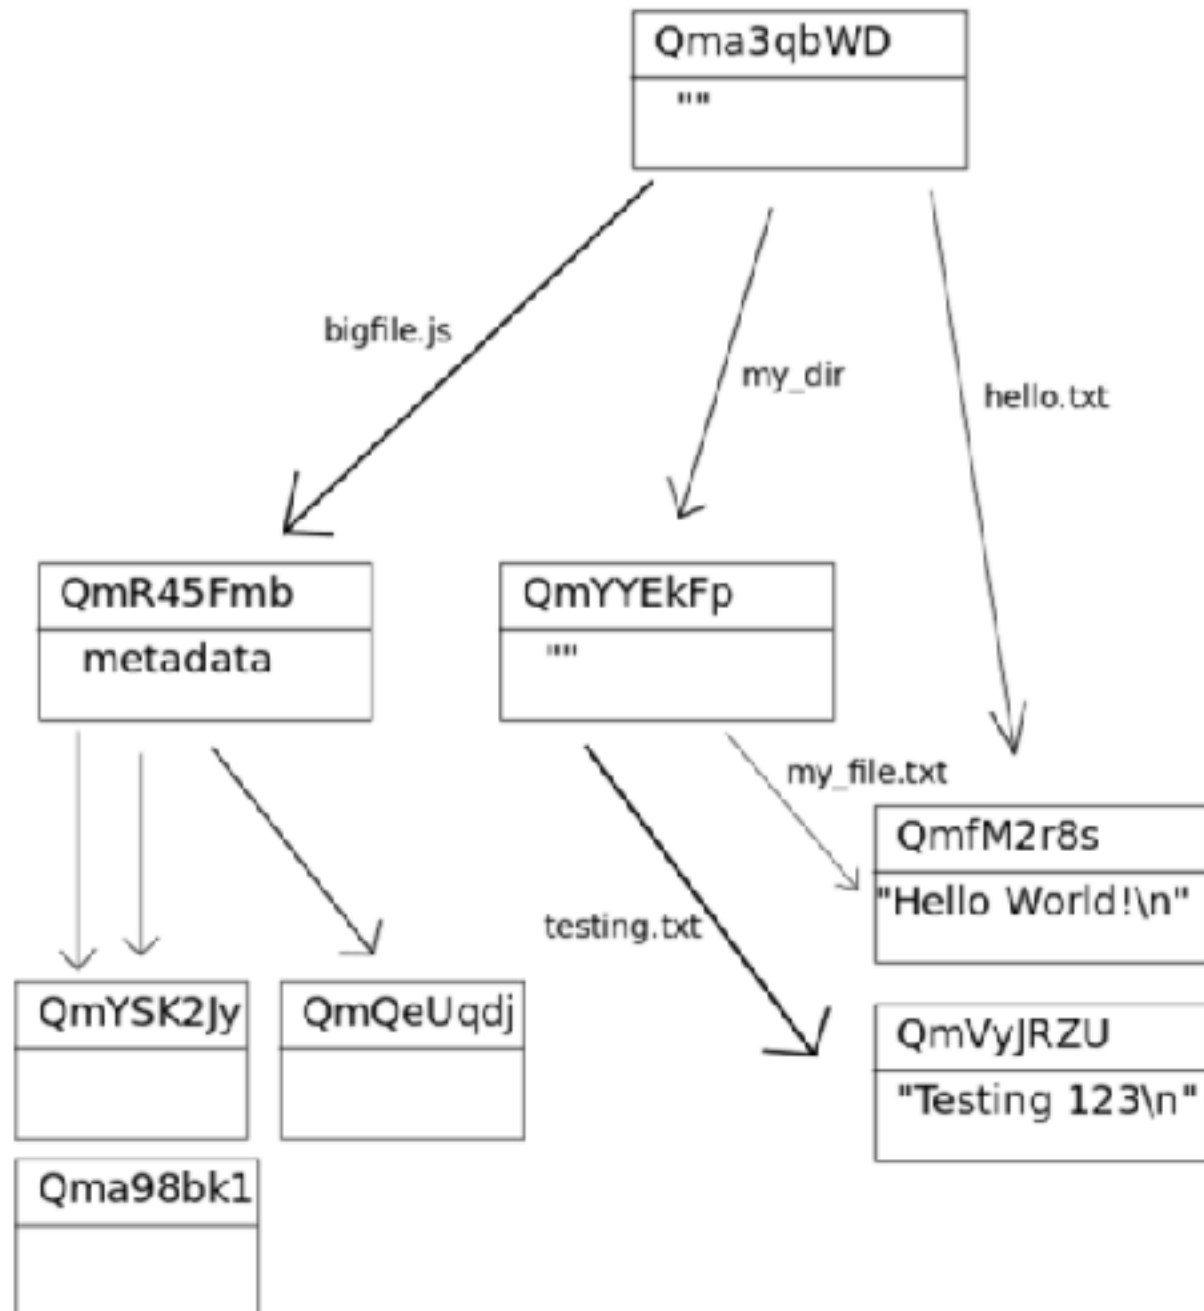 Qma3qbWD
""
bigfile.js
my_dir
hello.txt
QmR45Fmb
metadata
QmYYEkFp
""
my_file.txt
QmfM2r8s
"Hello World!\n"
testing.txt
QmYSK2Jy
QmQeUqdj
QmVyJRZU
"Testing 123\n"
Qma98bk1